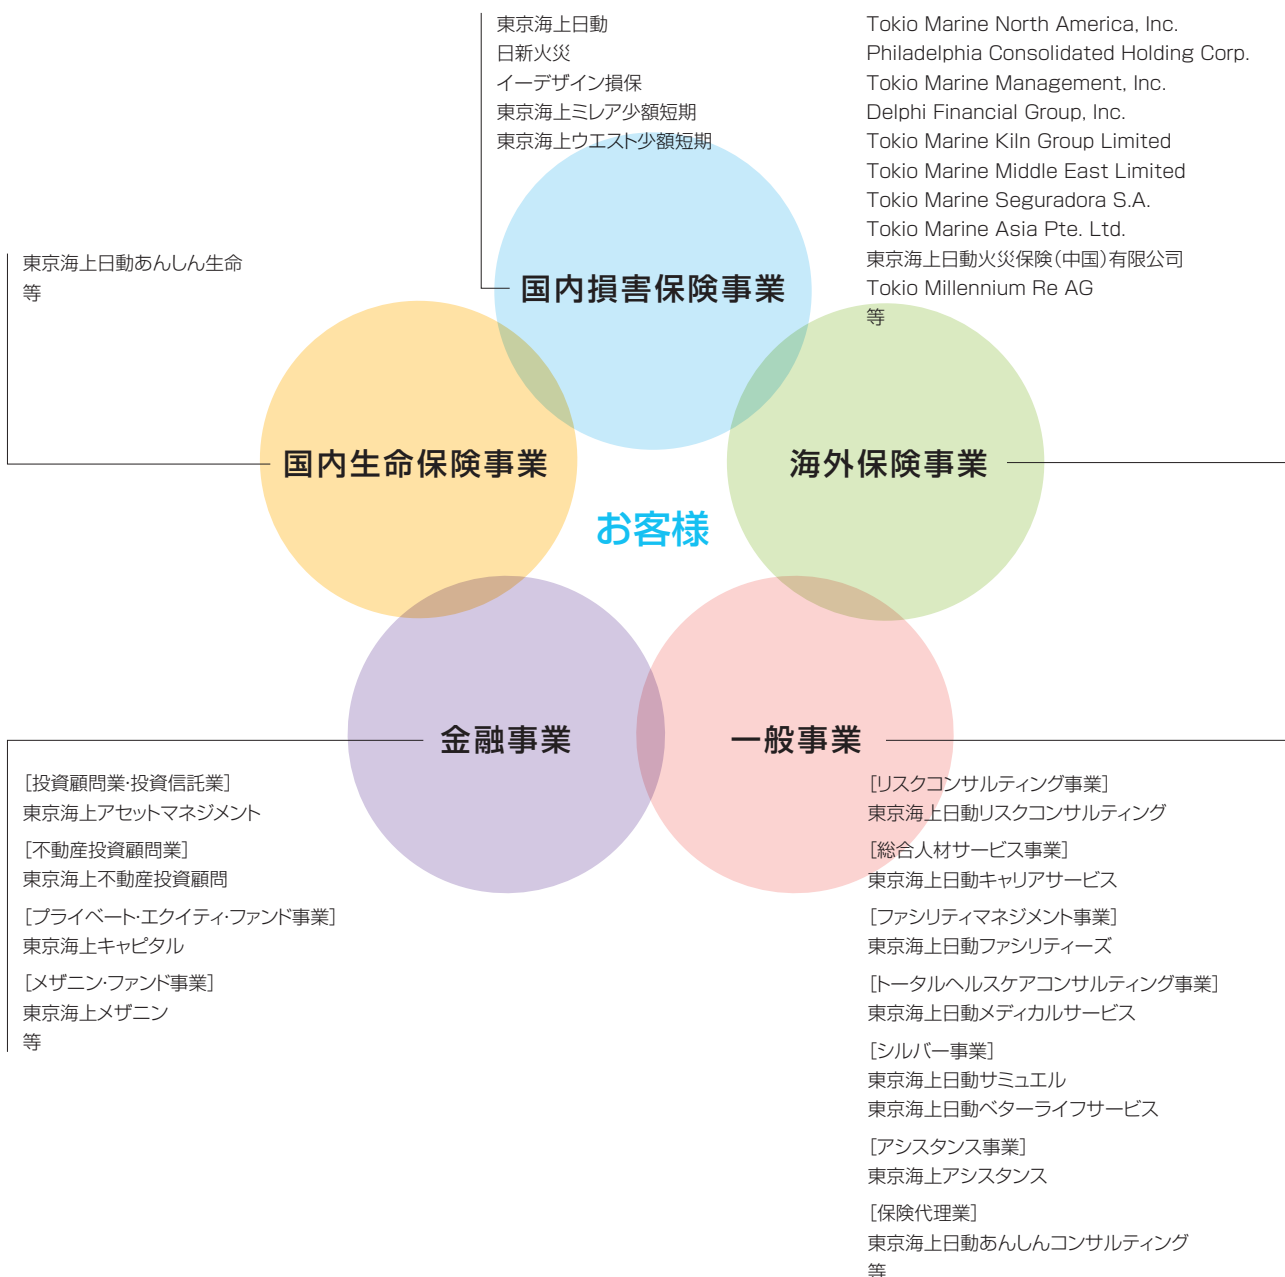 東京海上日動
日新火災
イーデザイン損保
東京海上ミレア少額短期
東京海上ウエスト少額短期
国内損害保険事業
Tokio Marine North America, Inc.
Philadelphia Consolidated Holding Corp.
Tokio Marine Management, Inc.
Delphi Financial Group, Inc.
Tokio Marine Kiln Group Limited
Tokio Marine Middle East Limited
Tokio Marine Seguradora S.A.
Tokio Marine Asia Pte. Ltd.
東京海上日動火災保険(中国)有限公司
Tokio Millennium Re AG
等
海外保険事業
東京海上日動あんしん生命
等
国内生命保険事業
お客様
金融事業
[投資顧問業・投資信託業]
東京海上アセットマネジメント
[不動産投資顧問業]
東京海上不動産投資顧問
[プライベート・エクイティ・ファンド事業]
東京海上キャピタル
[メザニン・ファンド事業]
東京海上メザニン
等
一般事業
[リスクコンサルティング事業]
東京海上日動リスクコンサルティング
[総合人材サービス事業]
東京海上日動キャリアサービス
[ファシリティマネジメント事業]
東京海上日動ファシリティーズ
[トータルヘルスケアコンサルティング事業]
東京海上日動メディカルサービス
[シルバー事業]
東京海上日動サミュエル
東京海上日動ベターライフサービス
[アシスタンス事業]
東京海上アシスタンス
[保険代理業]
東京海上日動あんしんコンサルティング
等